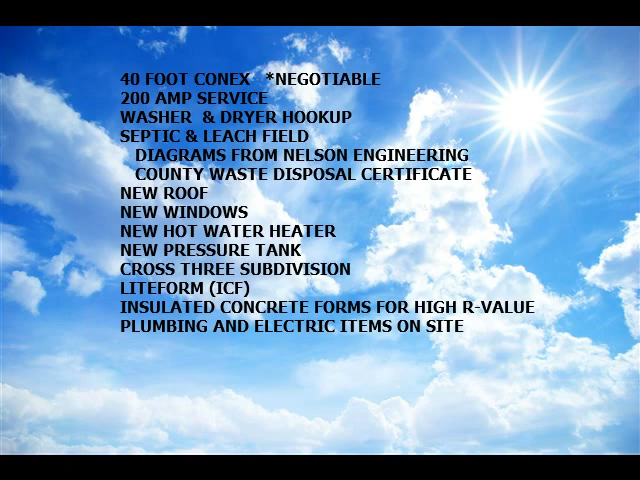 40 FOOT CONEX   *NEGOTIABLE
200 AMP SERVICE
WASHER  & DRYER HOOKUP
SEPTIC & LEACH FIELD
   DIAGRAMS FROM NELSON ENGINEERING
   COUNTY WASTE DISPOSAL CERTIFICATE
NEW ROOF
NEW WINDOWS
NEW HOT WATER HEATER
NEW PRESSURE TANK
CROSS THREE SUBDIVISION
LITEFORM (ICF)
INSULATED CONCRETE FORMS FOR HIGH R-VALUE
PLUMBING AND ELECTRIC ITEMS ON SITE